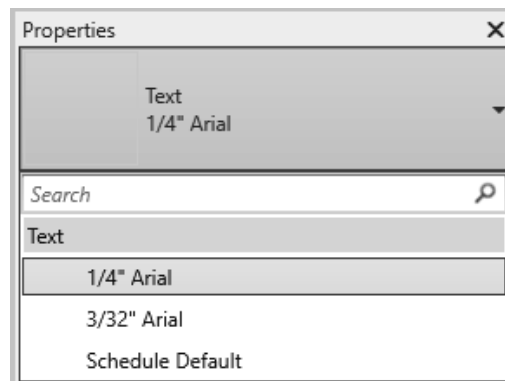 Properties
Text
1/4" Arial
Search
Text
1/4" Arial
3/32" Arial
Schedule Default